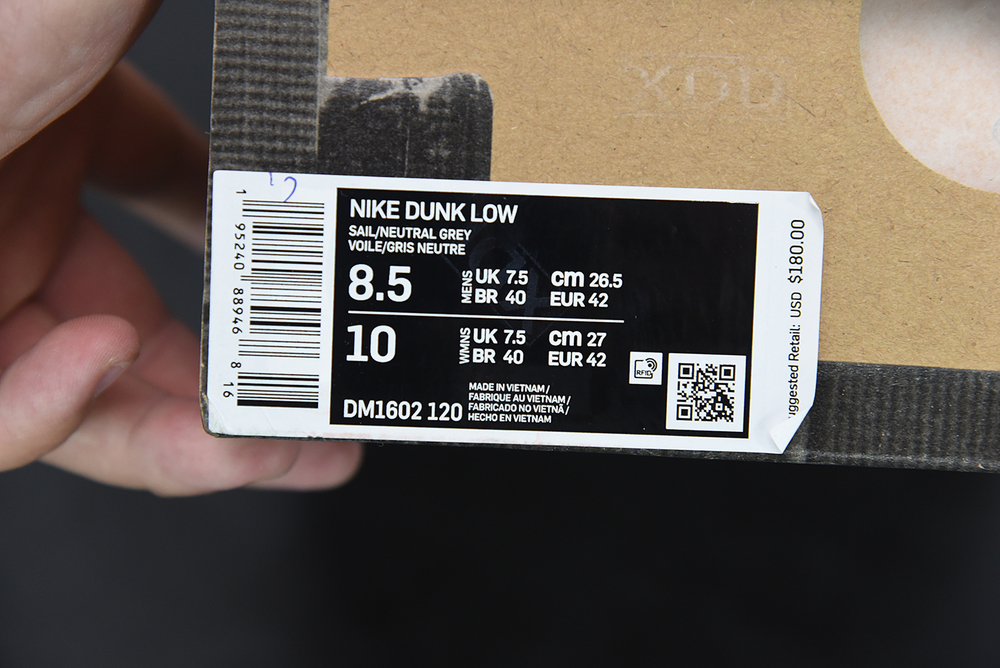 NIKE DUNK LOW
SAIL/NEUTRAL GREY
VOILE/GRIS NEUTRE
8.5 MENS UK 7.5 cm 26.5
BR 40 EUR 42
10 WMNS UK 7.5 cm 27
BR 40 EUR 42
RFID
DM1602 120
MADE IN VIETNAM /
FABRIQUE AU VIETNAM /
FABRICADO NO VIETNÃ /
HECHO EN VIETNAM
1 95240 88946 8 16
uggested Retail: USD $180.00